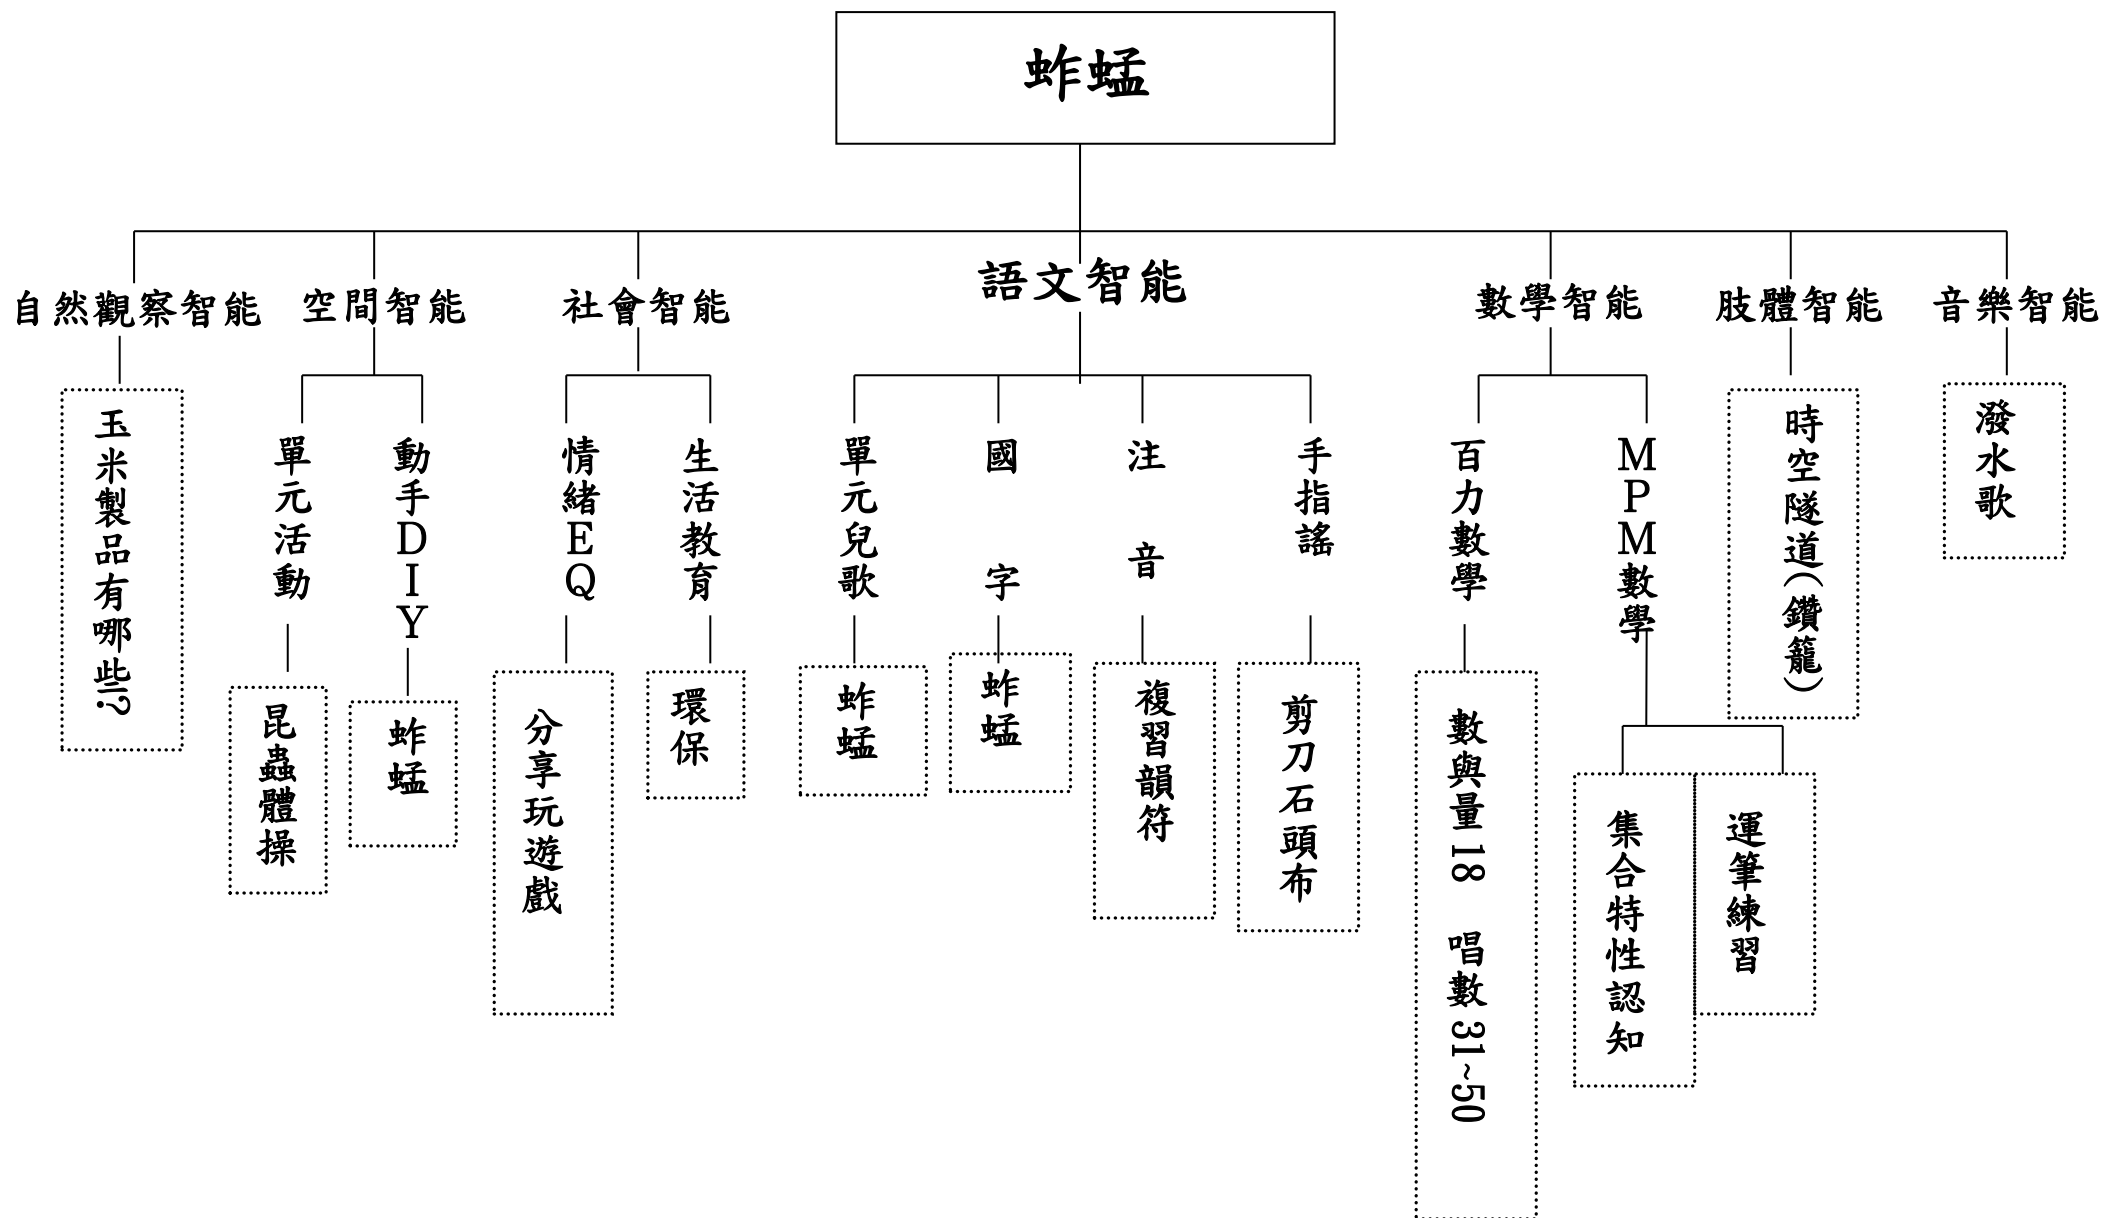 蚱蜢
自然觀察智能
空間智能
社會智能
語文智能
數學智能
肢體智能
音樂智能
玉米製品有哪些?
單元活動
動手DIY
情緒EQ
生活教育
單元兒歌
國字
注音
手指謠
百力數學
MPM數學
時空隧道(鑽籠)
潑水歌
昆蟲體操
蚱蜢
分享玩遊戲
環保
蚱蜢
蚱蜢
複習韻符
剪刀石頭布
數與量18 唱數31~50
集合特性認知
運筆練習